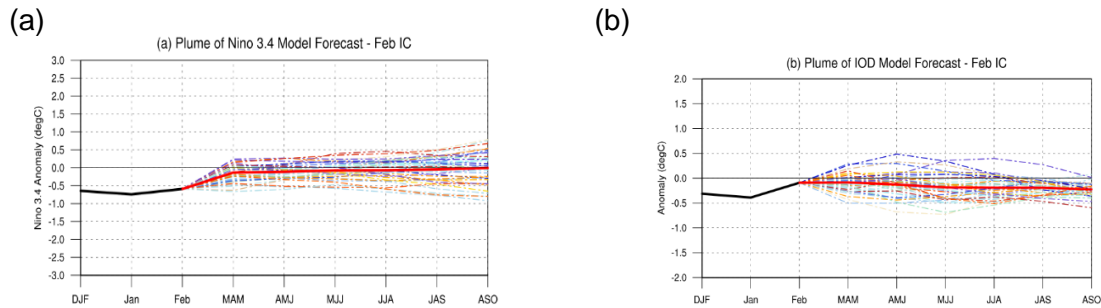 (a)
(a) Plume of Nino 3.4 Model Forecast - Feb IC
Nino 3.4 Anomaly (degC)
3.0
2.5
2.0
1.5
1.0
0.5
0.0
-0.5
-1.0
-1.5
-2.0
-2.5
-3.0
DJF Jan Feb MAM AMJ MJJ JJA JAS ASO
(b)
(b) Plume of IOD Model Forecast - Feb IC
Anomaly (degC)
2.0
1.5
1.0
0.5
0.0
-0.5
-1.0
-1.5
-2.0
DJF Jan Feb MAM AMJ MJJ JJA JAS ASO